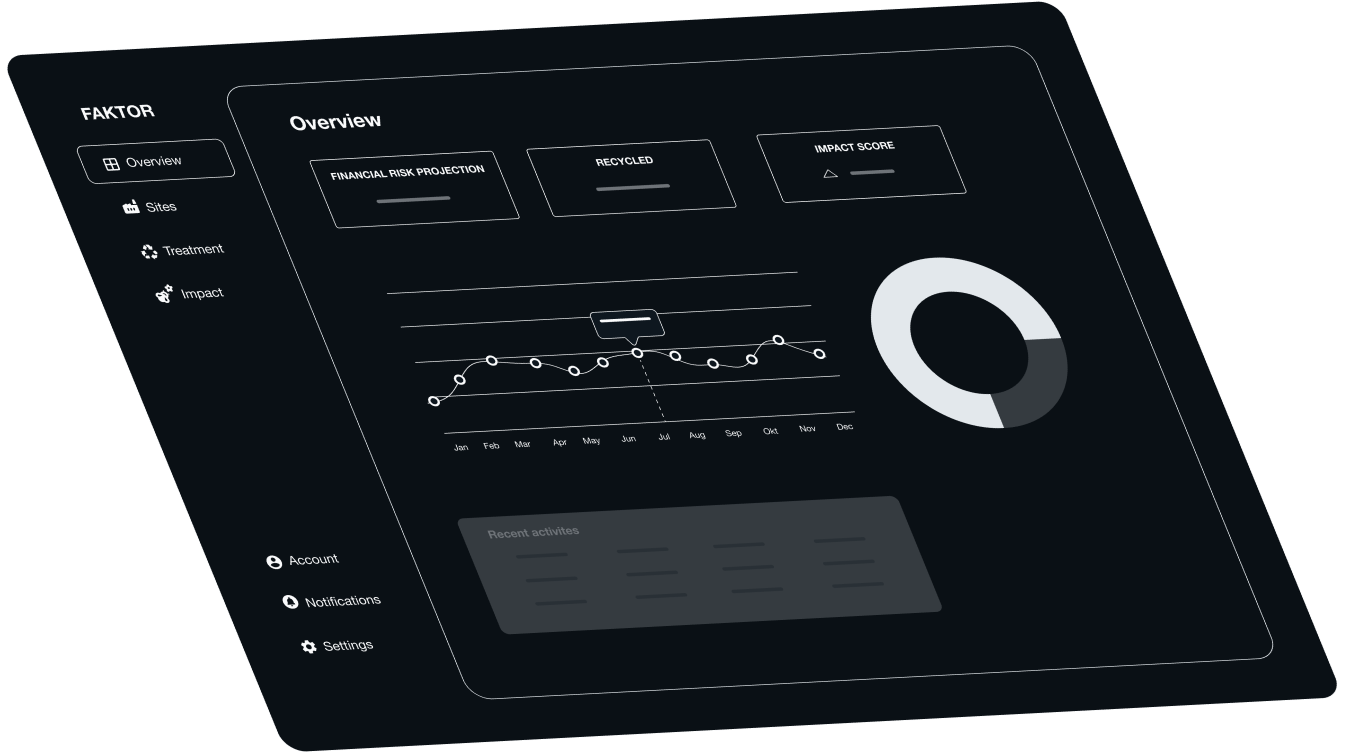 FAKTOR
Overview
Sites
Treatment
Impact
Account
Notifications
Settings
Overview
FINANCIAL RISK PROJECTION
RECYCLED
IMPACT SCORE
Jan Feb Mar Apr May Jun Jul Aug Sep Okt Nov Dec
Recent activites